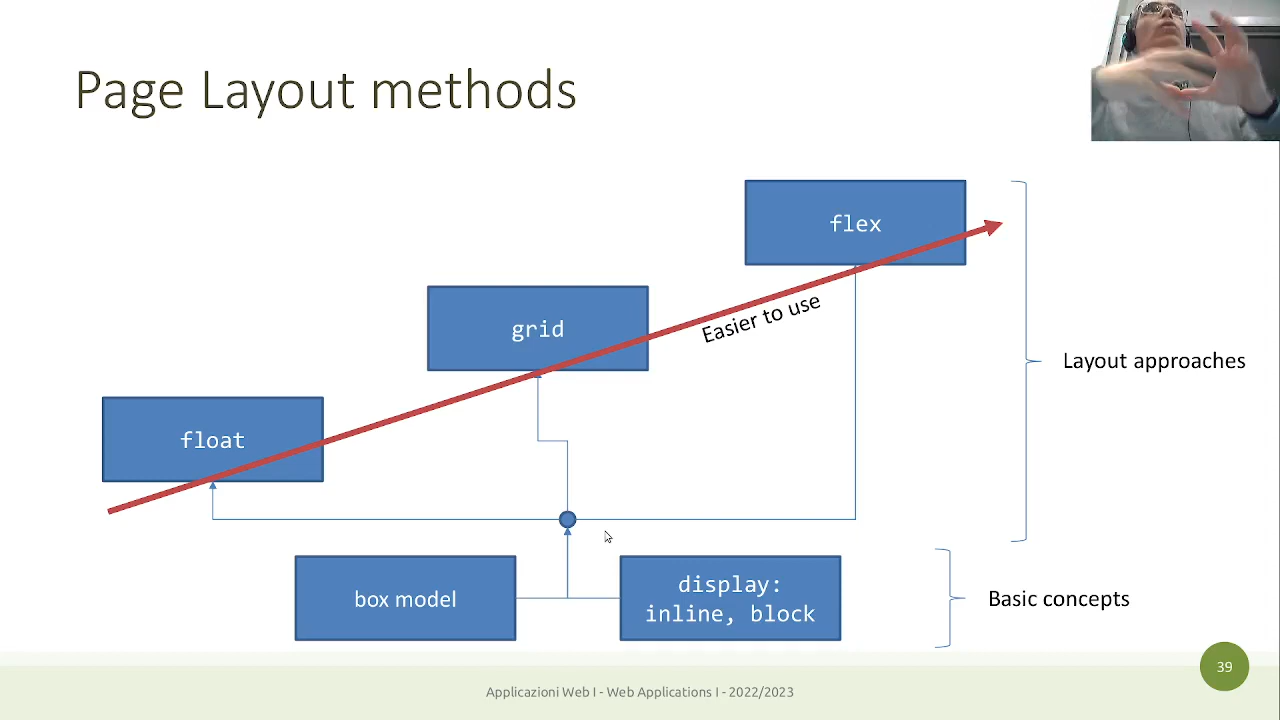 Page Layout methods
flex
Easier to use
grid
Layout approaches
float
box model
display:
inline, block
Basic concepts
39
Applicazioni Web I - Web Applications I - 2022/2023